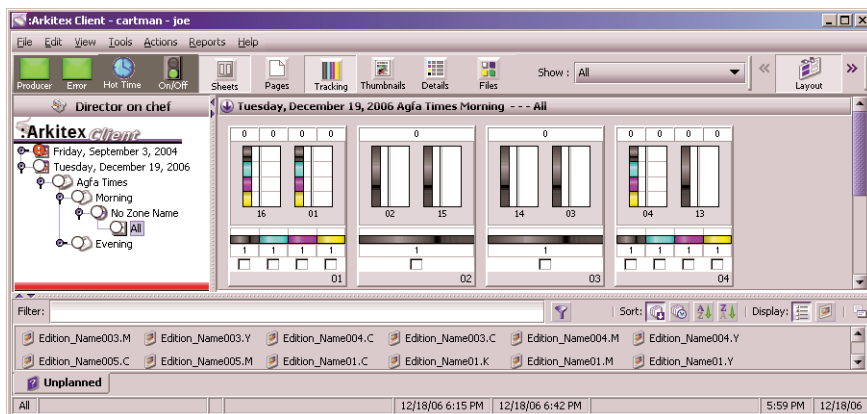 :Arkitex Client - cartman - joe
File Edit View Tools Actions Reports Help
Producer Error Hot Time On/Off Sheets Pages Tracking Thumbnails Details Files Show : All Layout
Director on chef
Tuesday, December 19, 2006 Agfa Times Morning - - - All
:Arkitex Client
Friday, September 3, 2004
Tuesday, December 19, 2006
Agfa Times
Morning
No Zone Name
All
Evening
0 0 0 0 0 0 0 0 0 0
16 01 02 15 14 03 04 13
1 1 1 1 1 1 1 1 1 1
01 02 03 04
Filter: Sort: Display:
Edition_Name003.M Edition_Name003.Y Edition_Name004.C Edition_Name003.C Edition_Name004.M Edition_Name004.Y
Edition_Name005.C Edition_Name005.M Edition_Name01.C Edition_Name01.K Edition_Name01.M Edition_Name01.Y
Unplanned
All 12/18/06 6:15 PM 12/18/06 6:42 PM 5:59 PM 12/18/06